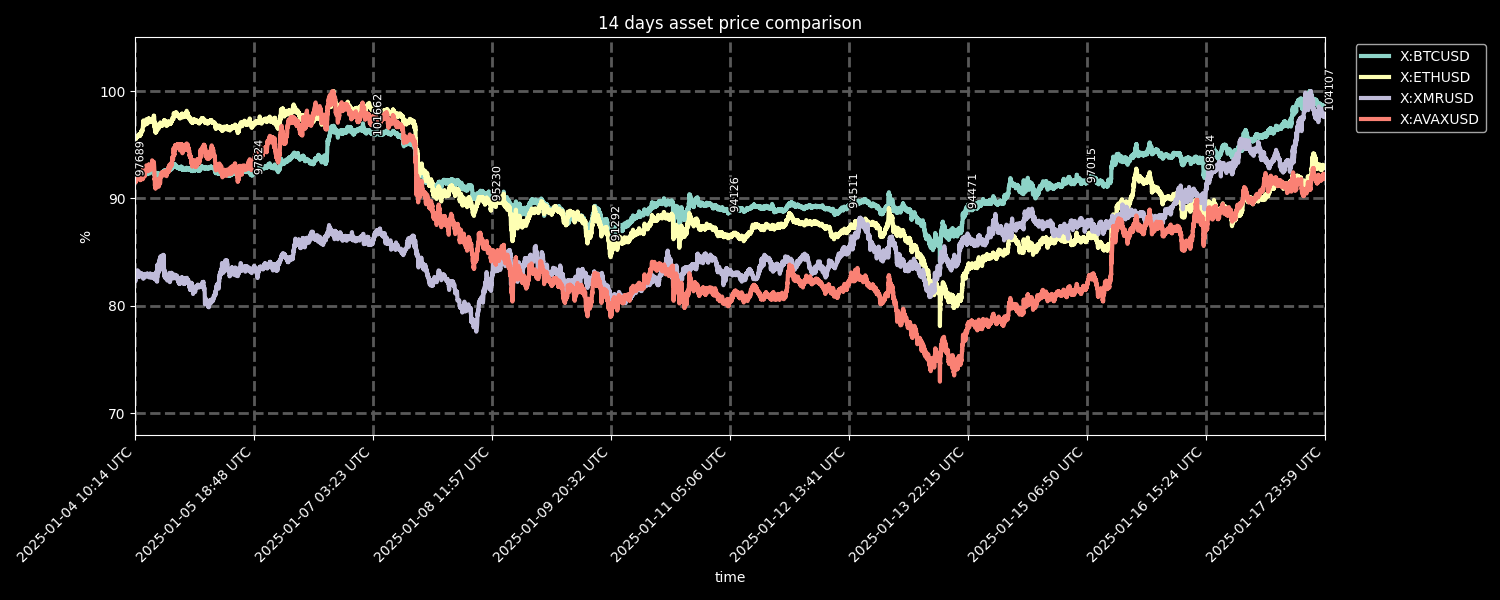 14 days asset price comparison
X:BTCUSD
X:ETHUSD
X:XMRUSD
X:AVAXUSD
100
90
80
70
%
97689
97824
101662
95230
91292
94126
94511
94471
97015
98314
104107
2025-01-04 10:14 UTC
2025-01-05 18:48 UTC
2025-01-07 03:23 UTC
2025-01-08 11:57 UTC
2025-01-09 20:32 UTC
2025-01-11 05:06 UTC
2025-01-12 13:41 UTC
2025-01-13 22:15 UTC
2025-01-15 06:50 UTC
2025-01-16 15:24 UTC
2025-01-17 23:59 UTC
time